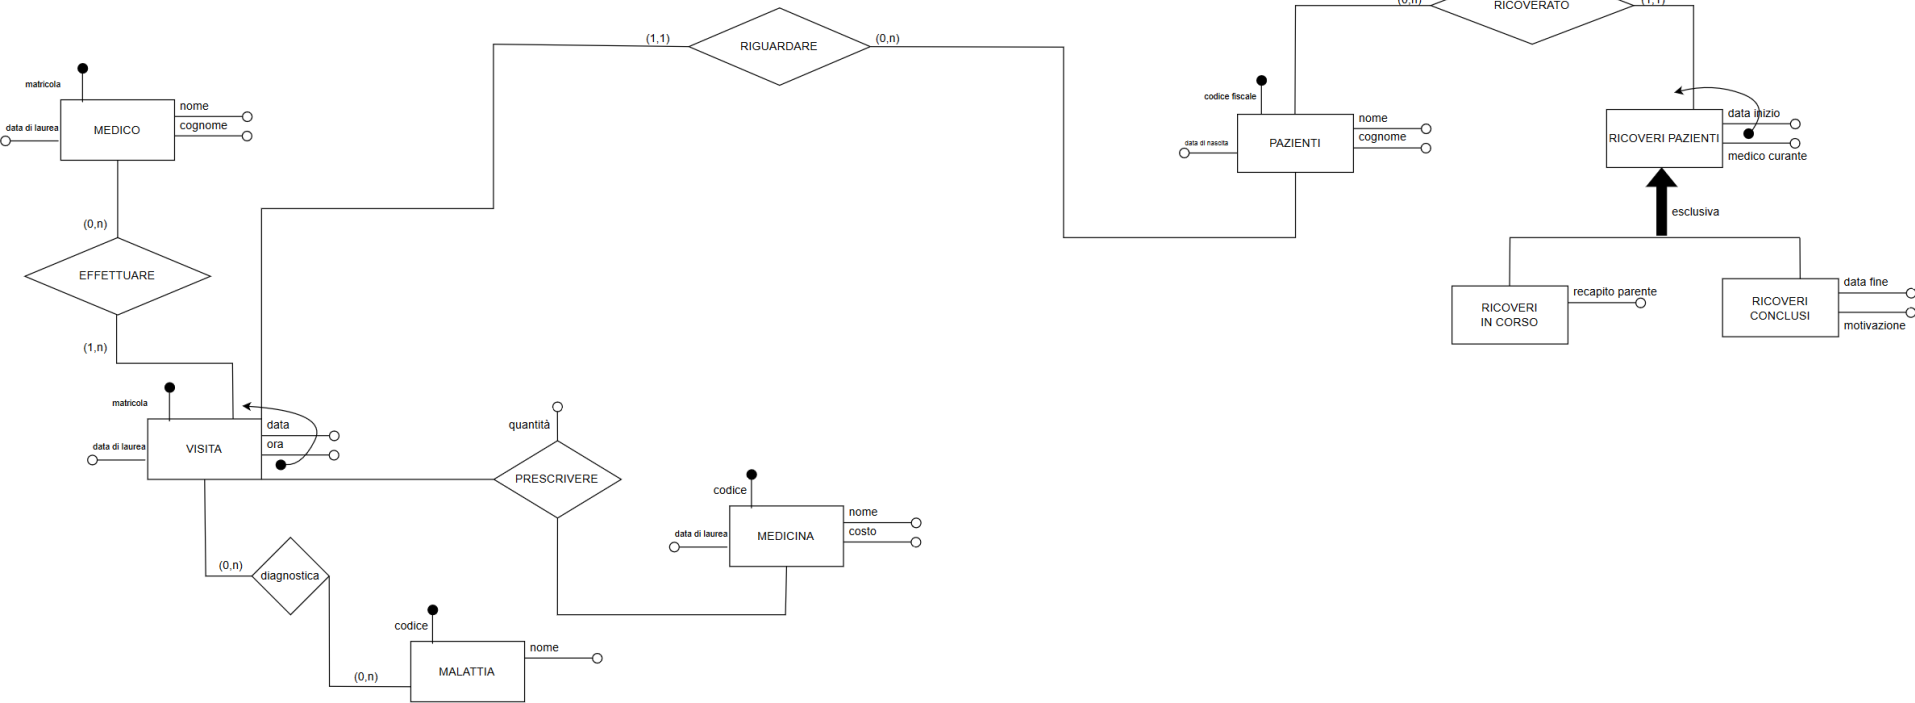 (0,n)
RICOVERATO
(1,1)
(1,1)
RIGUARDARE
(0,n)
matricola
nome
data di laurea
MEDICO
cognome
codice fiscale
nome
data di nascita
PAZIENTI
cognome
data inizio
RICOVERI PAZIENTI
medico curante
esclusiva
(0,n)
EFFETTUARE
(1,n)
recapito parente
RICOVERI
IN CORSO
data fine
RICOVERI
CONCLUSI
motivazione
matricola
data
ora
data di laurea
VISITA
quantità
PRESCRIVERE
codice
nome
costo
data di laurea
MEDICINA
(0,n)
diagnostica
codice
nome
MALATTIA
(0,n)